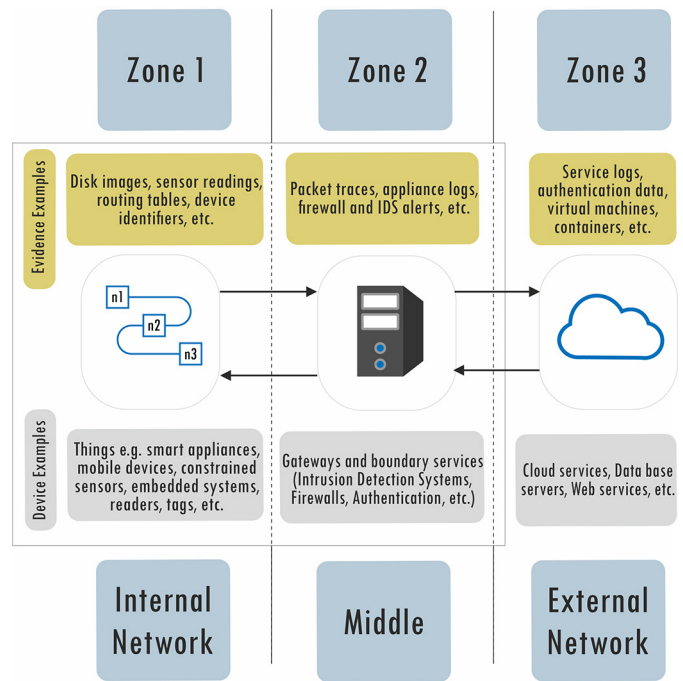 Zone 1
Zone 2
Zone 3
Evidence Examples
Disk images, sensor readings,
routing tables, device
identifiers, etc.
Packet traces, appliance logs,
firewall and IDS alerts, etc.
Service logs,
authentication data,
virtual machines,
containers, etc.
n1
n2
n3
Device Examples
Things e.g. smart appliances,
mobile devices, constrained
sensors, embedded systems,
readers, tags, etc.
Gateways and boundary services
(Intrusion Detection Systems,
Firewalls, Authentication, etc.)
Cloud services, Data base
servers, Web services, etc.
Internal
Network
Middle
External
Network